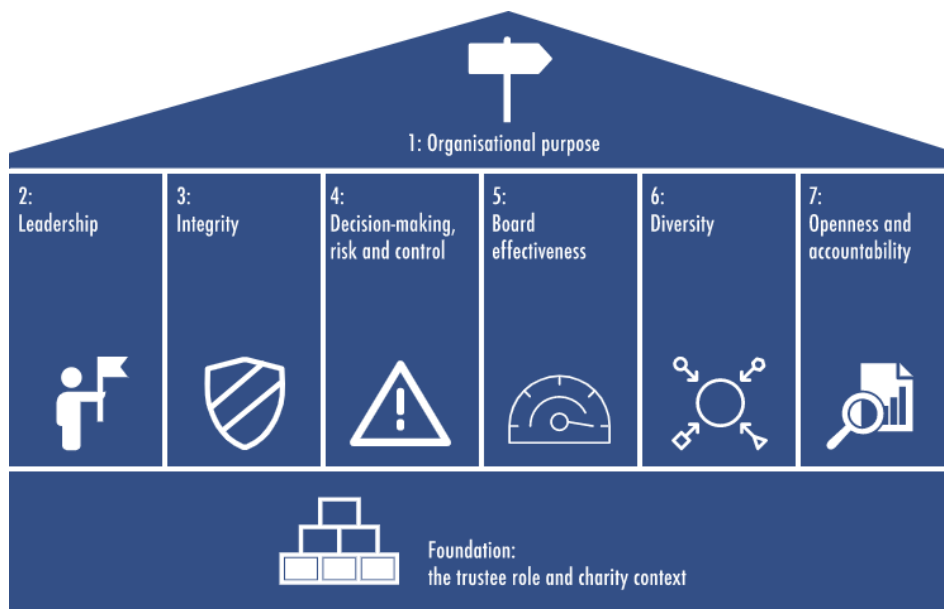 1: Organisational purpose
2:
Leadership
3:
Integrity
4:
Decision-making,
risk and control
5:
Board
effectiveness
6:
Diversity
7:
Openness and
accountability
Foundation:
the trustee role and charity context